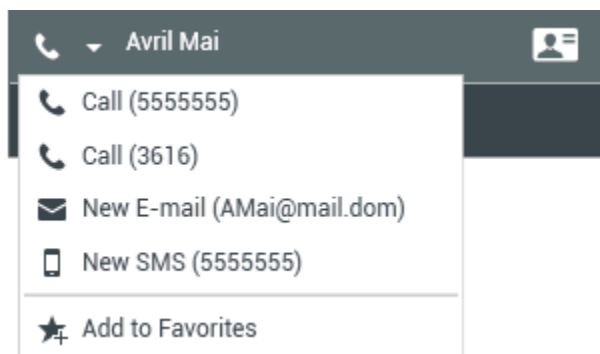 Avril Mai
Call (5555555)
Call (3616)
New E-mail (AMai@mail.dom)
New SMS (5555555)
Add to Favorites